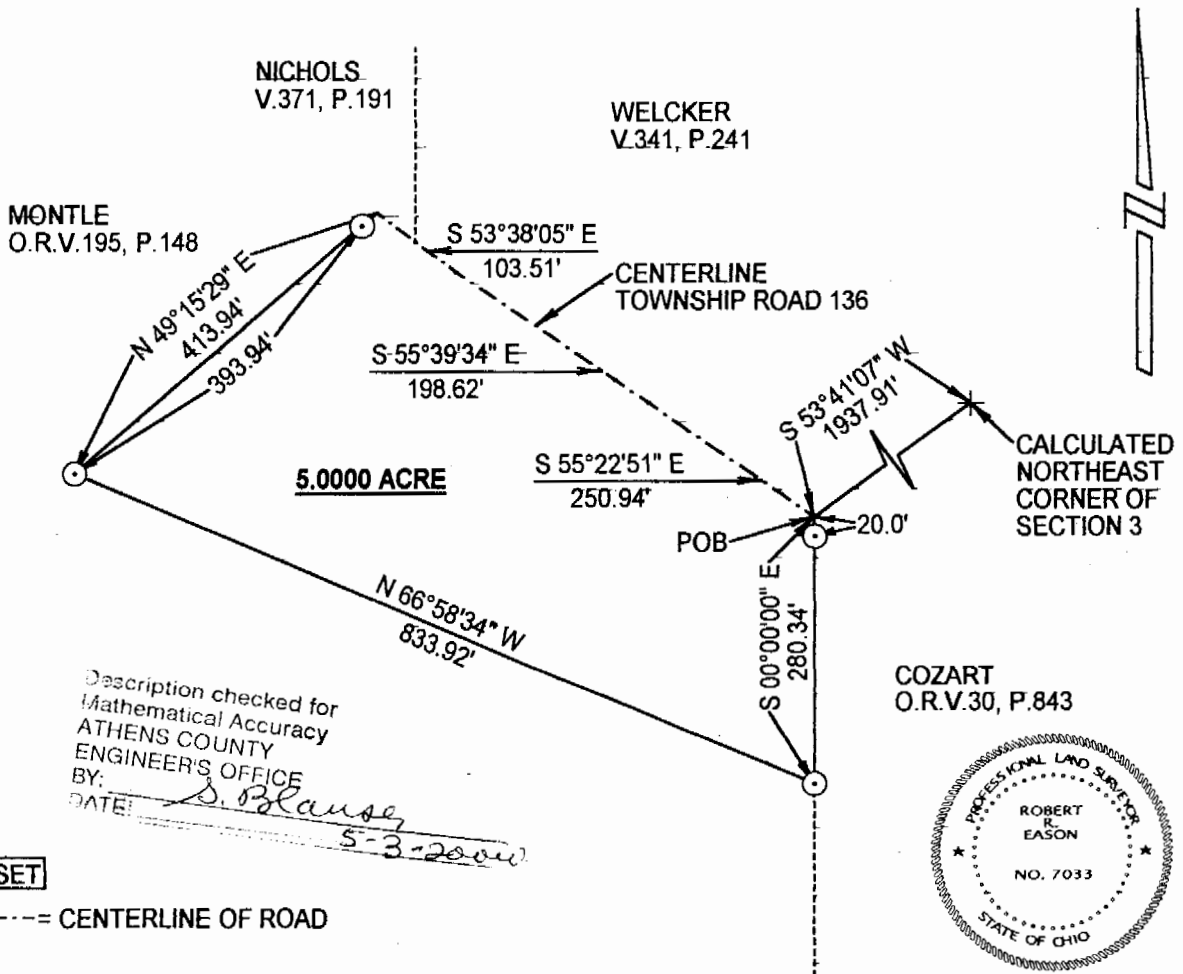 NICHOLS
V.371, P.191
WELCKER
V.341, P.241
MONTLE
O.R.V.195, P.148
N 49°15'29" E
413.94'
393.94'
S 53°38'05" E
103.51'
CENTERLINE
TOWNSHIP ROAD 136
S 55°39'34" E
198.62'
S 53°41'07" W
1937.91'
CALCULATED
NORTHEAST
CORNER OF
SECTION 3
5.0000 ACRE
S 55°22'51" E
250.94'
POB
20.0'
N 66°58'34" W
833.92'
S 00°00'00" E
280.34'
COZART
O.R.V.30, P.843
Description checked for
Mathematical Accuracy
ATHENS COUNTY
ENGINEER'S OFFICE
BY:
DATE:
SET
= CENTERLINE OF ROAD
PROFESSIONAL LAND SURVEYOR
ROBERT
R.
EASON
NO. 7033
STATE OF OHIO